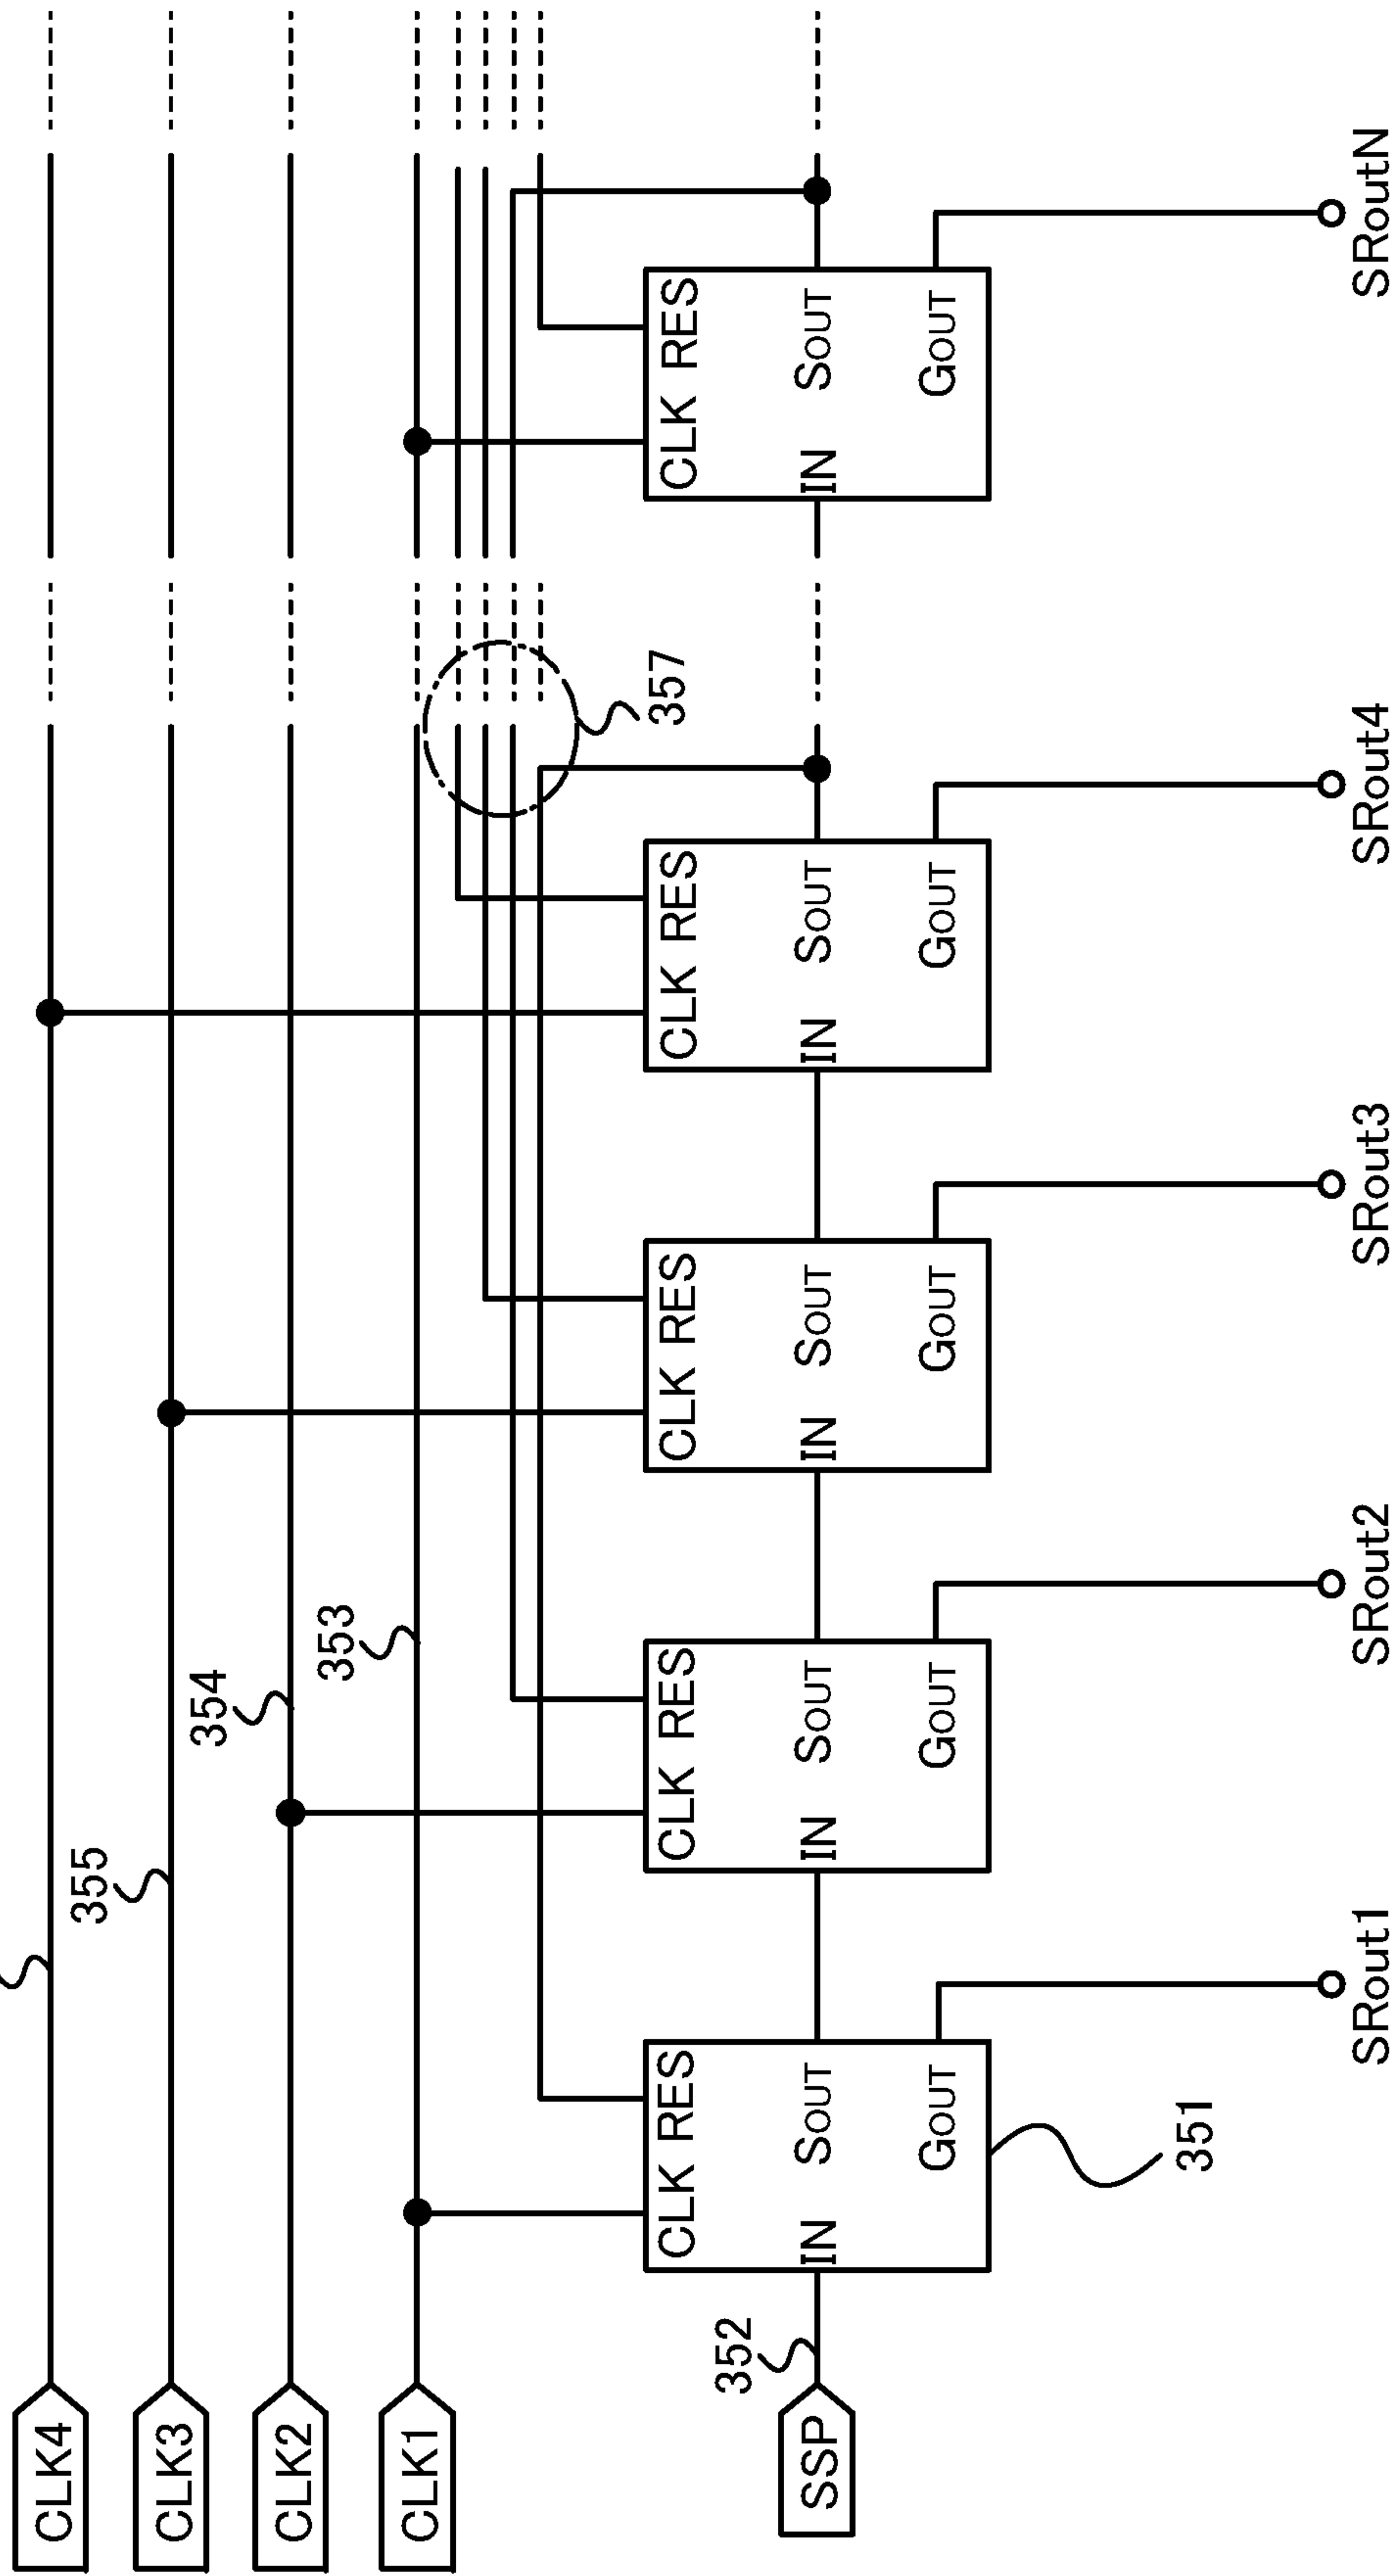 CLK4
CLK3
355
CLK2
354
CLK1
353
357
CLK RES
CLK RES
CLK RES
CLK RES
CLK RES
SSP
352
IN SOUT
IN SOUT
IN SOUT
IN SOUT
IN SOUT
GOUT
GOUT
GOUT
GOUT
GOUT
351
SRout1
SRout2
SRout3
SRout4
SRoutN